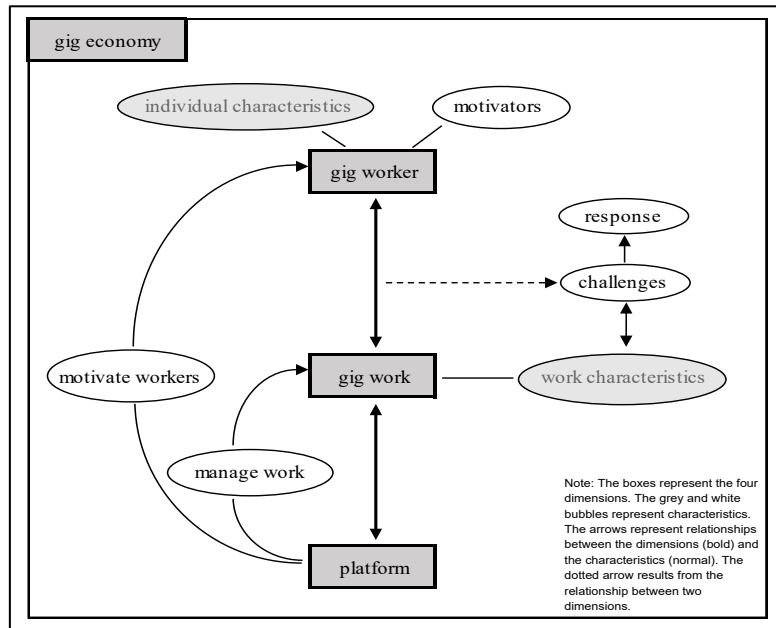 gig economy
individual characteristics
motivators
gig worker
response
challenges
motivate workers
gig work
work characteristics
manage work
platform
Note: The boxes represent the four
dimensions. The grey and white
bubbles represent characteristics.
The arrows represent relationships
between the dimensions (bold) and
the characteristics (normal). The
dotted arrow results from the
relationship between two
dimensions.